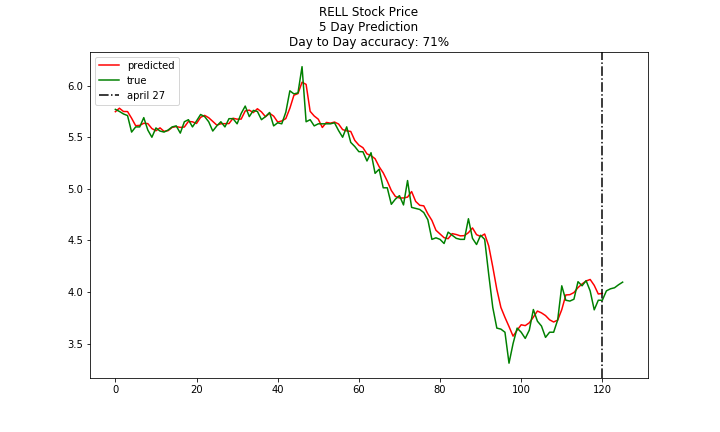 RELL Stock Price
5 Day Prediction
Day to Day accuracy: 71%
predicted
true
april 27
6.0
5.5
5.0
4.5
4.0
3.5
0 20 40 60 80 100 120